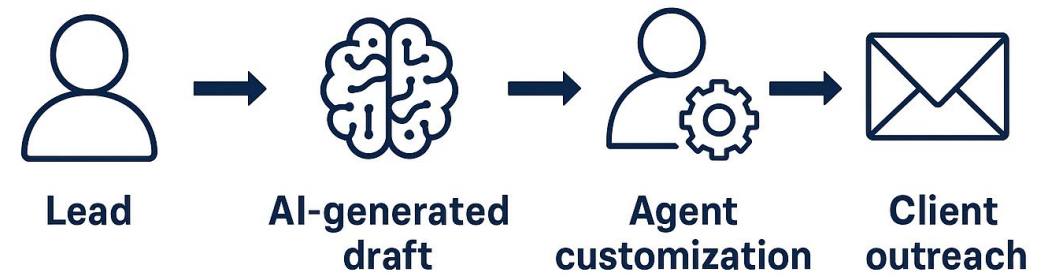 Lead
AI-generated
draft
Agent
customization
Client
outreach